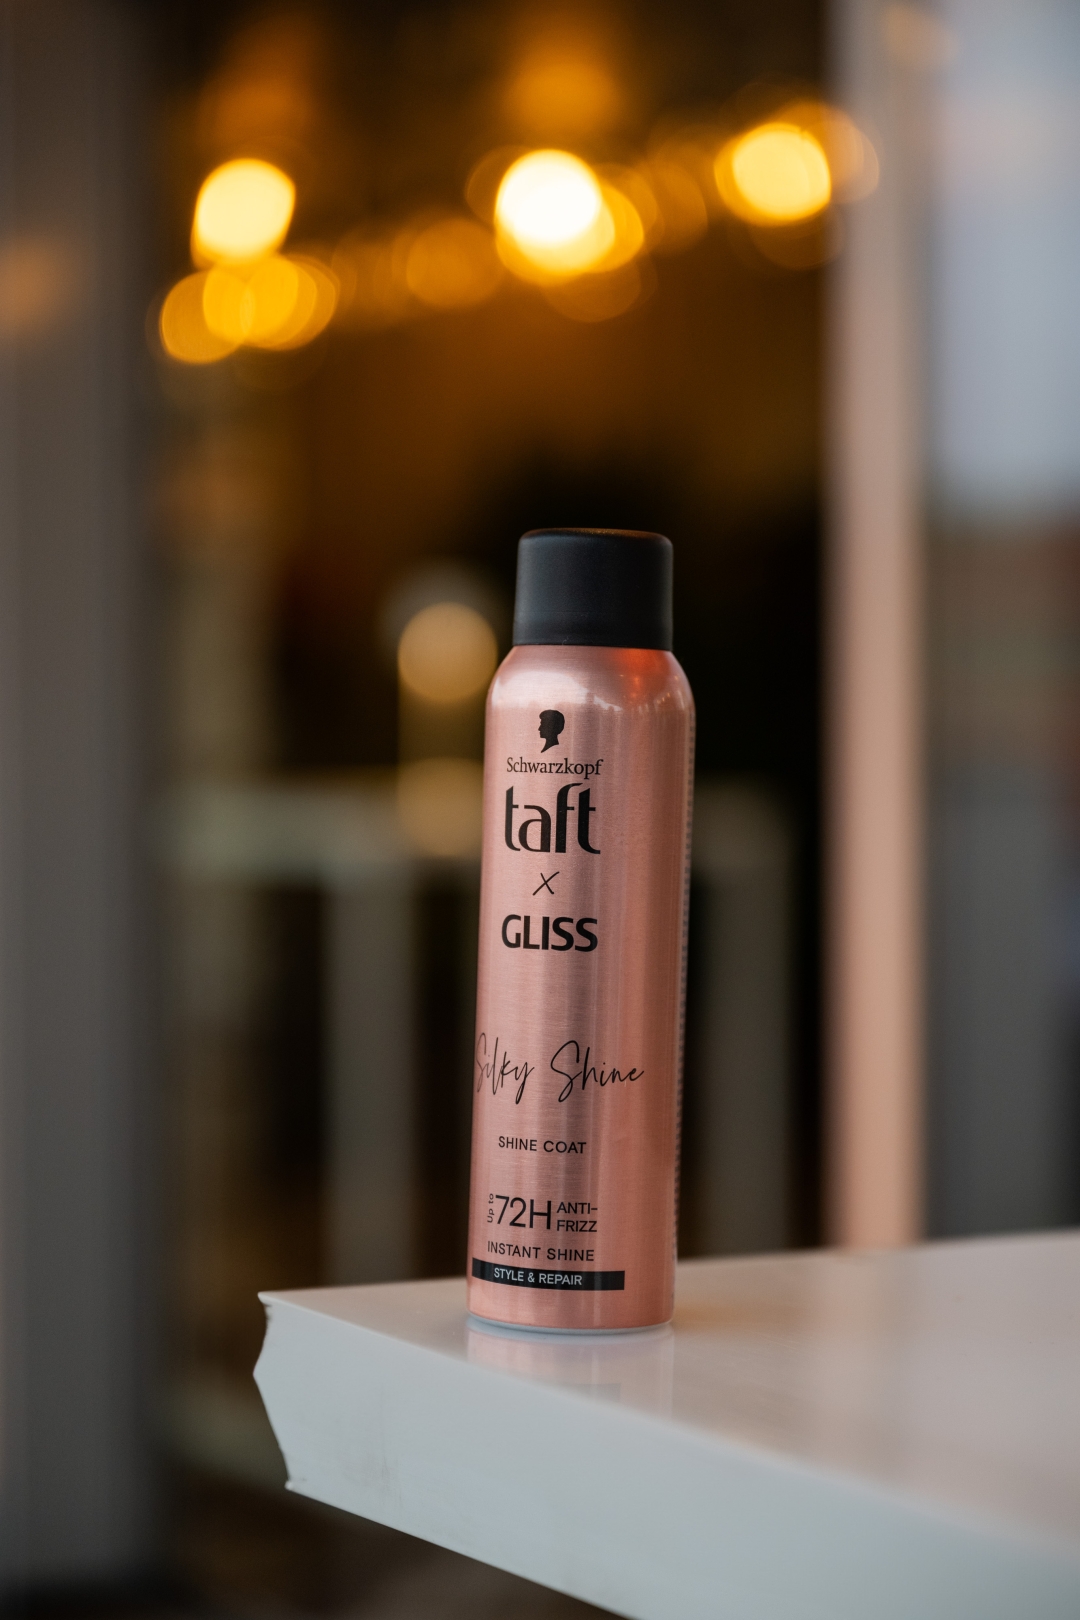 Schwarzkopf
taft
x
GLISS
Silky Shine
SHINE COAT
Up to 72H ANTI-
FRIZZ
INSTANT SHINE
STYLE & REPAIR